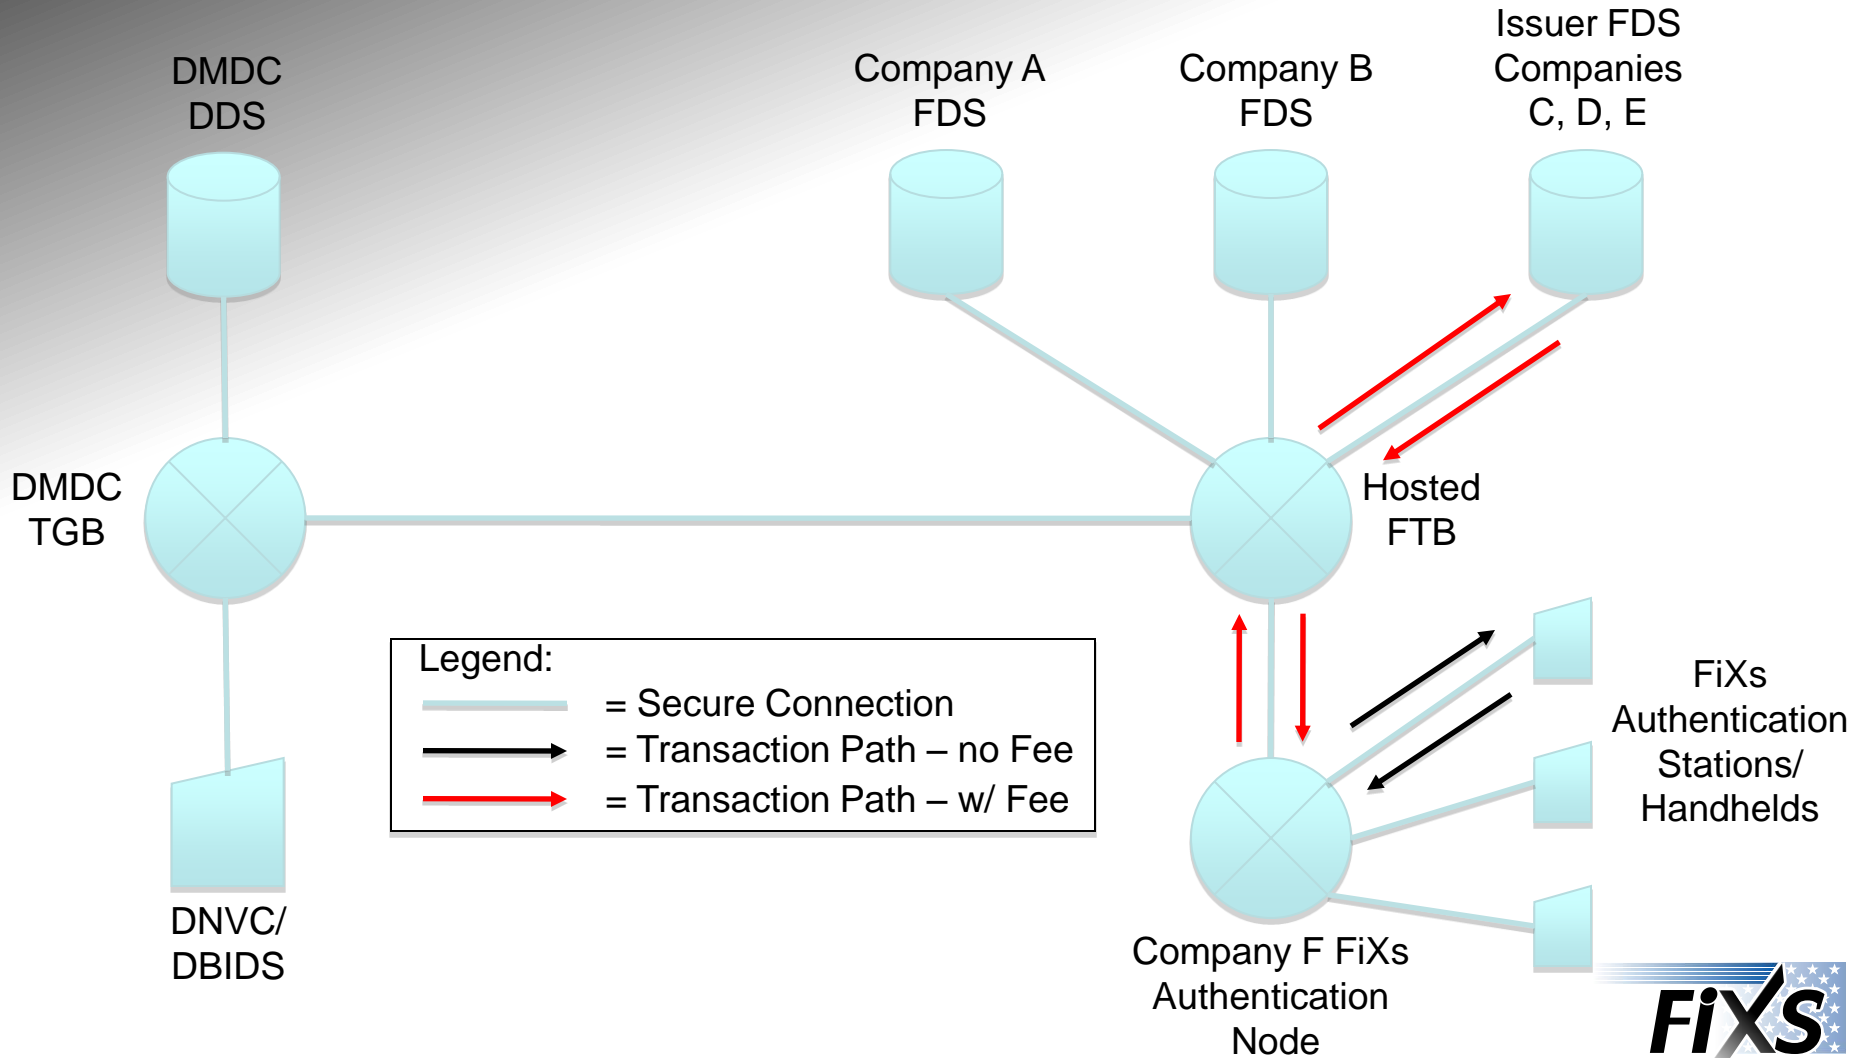 DMDC
DDS
Company A
FDS
Company B
FDS
Issuer FDS
Companies
C, D, E
DMDC
TGB
Hosted
FTB
Legend:
= Secure Connection
= Transaction Path – no Fee
= Transaction Path – w/ Fee
FiXs
Authentication
Stations/
Handhelds
DNVC/
DBIDS
Company F FiXs
Authentication
Node
FiXs